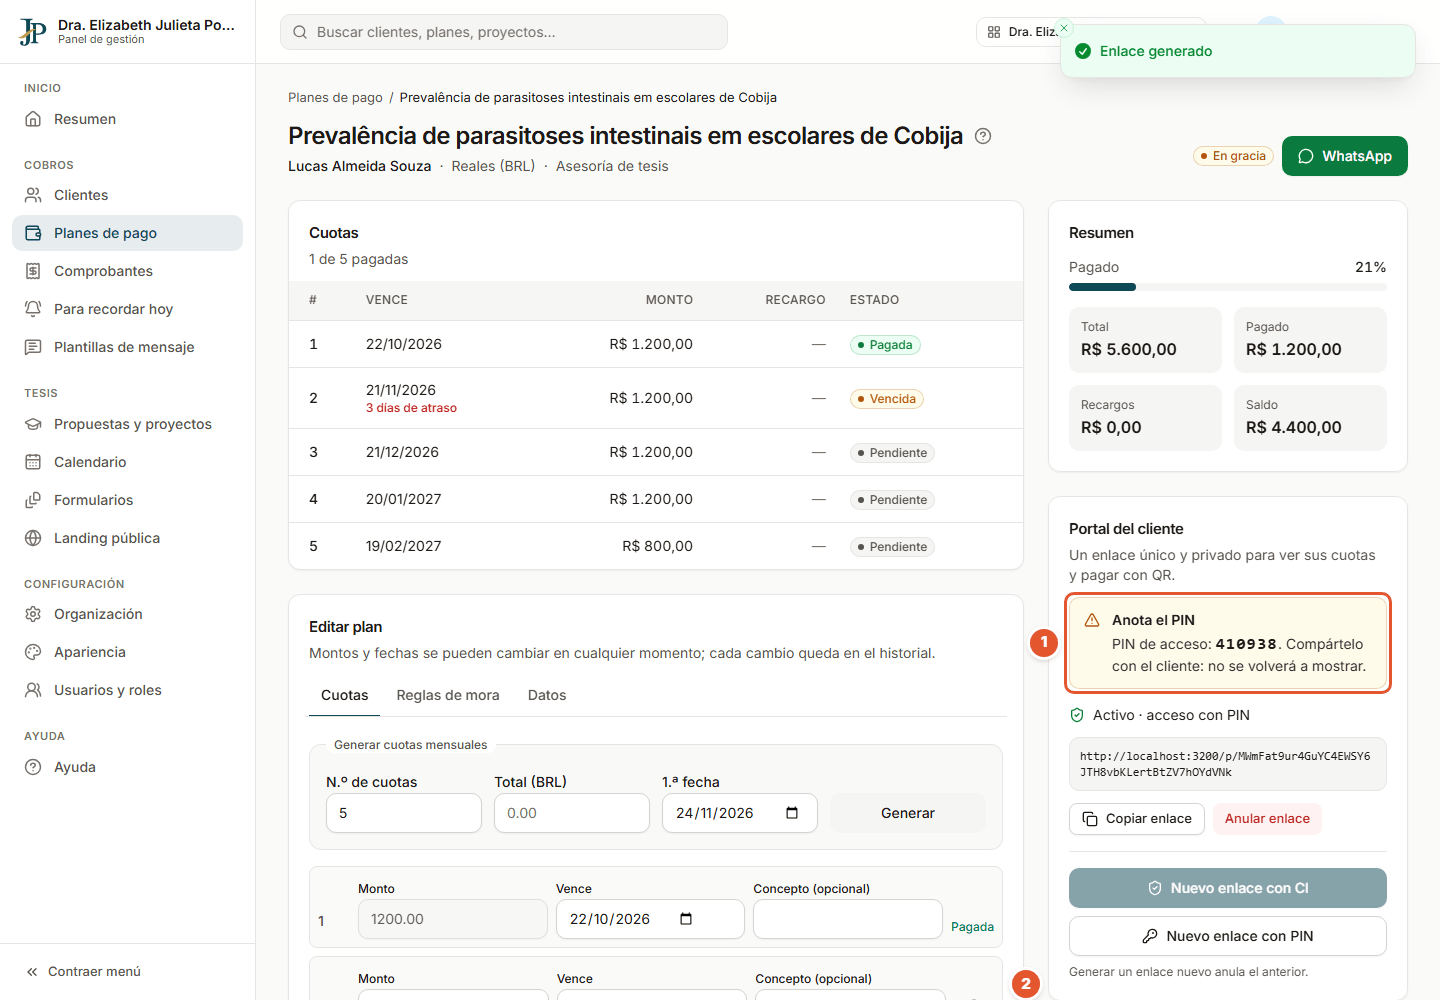 JP
Dra. Elizabeth Julieta Po...
Panel de gestión
Buscar clientes, planes, proyectos...
Dra. Eliz
Enlace generado
INICIO
Resumen
COBROS
Clientes
Planes de pago
Comprobantes
Para recordar hoy
Plantillas de mensaje
TESIS
Propuestas y proyectos
Calendario
Formularios
Landing pública
CONFIGURACIÓN
Organización
Apariencia
Usuarios y roles
AYUDA
Ayuda
Contraer menú
Planes de pago / Prevalência de parasitoses intestinais em escolares de Cobija
Prevalência de parasitoses intestinais em escolares de Cobija
Lucas Almeida Souza · Reales (BRL) · Asesoría de tesis
En gracia
WhatsApp
Cuotas
1 de 5 pagadas
# VENCE MONTO RECARGO ESTADO
1 22/10/2026 R$ 1.200,00 — Pagada
2 21/11/2026 R$ 1.200,00 — Vencida
3 días de atraso
3 21/12/2026 R$ 1.200,00 — Pendiente
4 20/01/2027 R$ 1.200,00 — Pendiente
5 19/02/2027 R$ 800,00 — Pendiente
Editar plan
Montos y fechas se pueden cambiar en cualquier momento; cada cambio queda en el historial.
Cuotas Reglas de mora Datos
Generar cuotas mensuales
N.º de cuotas Total (BRL) 1.ª fecha
5 0.00 24/11/2026 Generar
Monto Vence Concepto (opcional)
1 1200.00 22/10/2026 Pagada
Monto Vence Concepto (opcional)
Resumen
Pagado 21%
Total Pagado
R$ 5.600,00 R$ 1.200,00
Recargos Saldo
R$ 0,00 R$ 4.400,00
Portal del cliente
Un enlace único y privado para ver sus cuotas
y pagar con QR.
1
Anota el PIN
PIN de acceso: 410938. Compártelo
con el cliente: no se volverá a mostrar.
Activo · acceso con PIN
http://localhost:3200/p/MWmFat9ur4GuYC4EWSY6
JTH8vbKLertBtZV7hOYdVNk
Copiar enlace Anular enlace
Nuevo enlace con CI
Nuevo enlace con PIN
Generar un enlace nuevo anula el anterior.
2